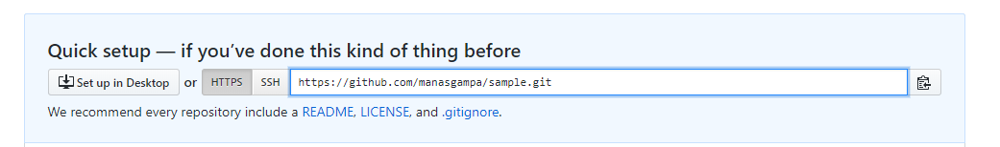 Quick setup — if you’ve done this kind of thing before
Set up in Desktop or HTTPS SSH https://github.com/manasgampa/sample.git
We recommend every repository include a README, LICENSE, and .gitignore.